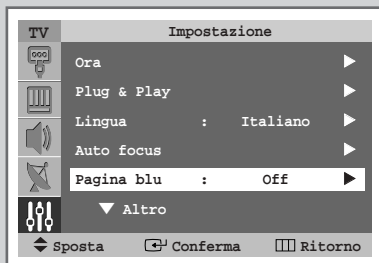 TV Impostazione
Ora
Plug & Play
Lingua : Italiano
Auto focus
Pagina blu : Off
Altro
Sposta Conferma Ritorno